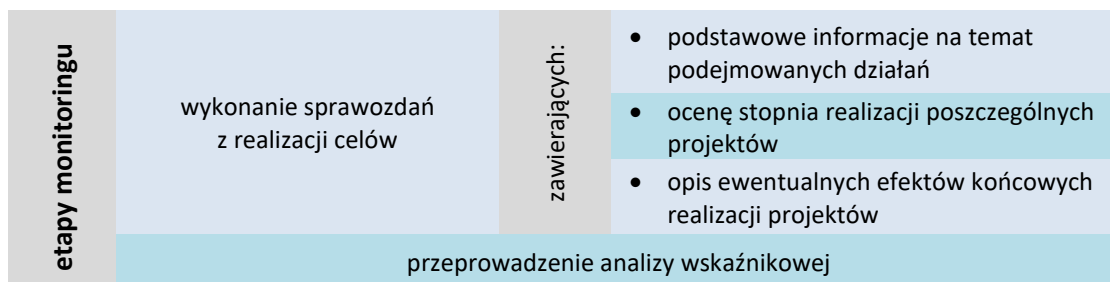 etapy monitoringu
wykonanie sprawozdań
z realizacji celów
zawierających:
• podstawowe informacje na temat
podejmowanych działań
• ocenę stopnia realizacji poszczególnych
projektów
• opis ewentualnych efektów końcowych
realizacji projektów
przeprowadzenie analizy wskaźnikowej